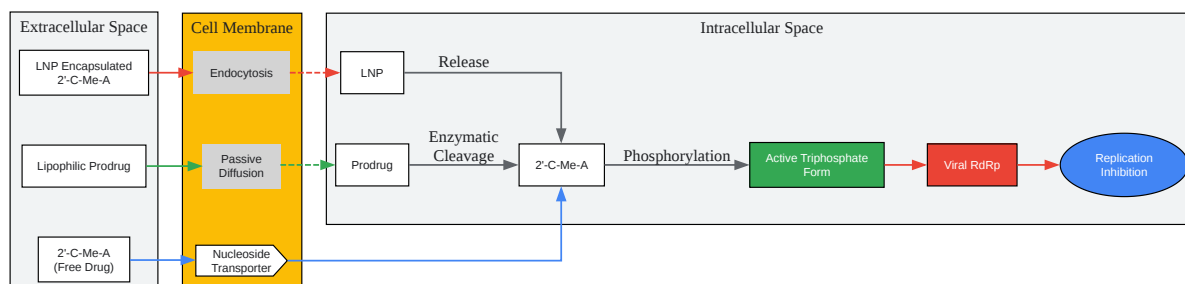 Extracellular Space
Cell Membrane
Intracellular Space
LNP Encapsulated
2'-C-Me-A
Endocytosis
LNP
Release
Lipophilic Prodrug
Passive
Diffusion
Prodrug
Enzymatic
Cleavage
2'-C-Me-A
Phosphorylation
Active Triphosphate
Form
Viral RdRp
Replication
Inhibition
2'-C-Me-A
(Free Drug)
Nucleoside
Transporter